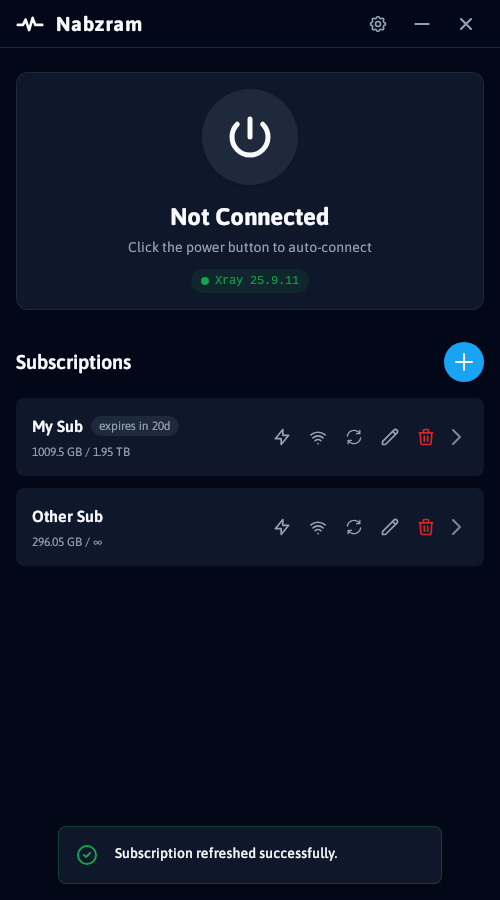 Nabzram
Not Connected
Click the power button to auto-connect
Xray 25.9.11
Subscriptions
My Sub expires in 20d
1009.5 GB / 1.95 TB
Other Sub
296.05 GB / ∞
Subscription refreshed successfully.